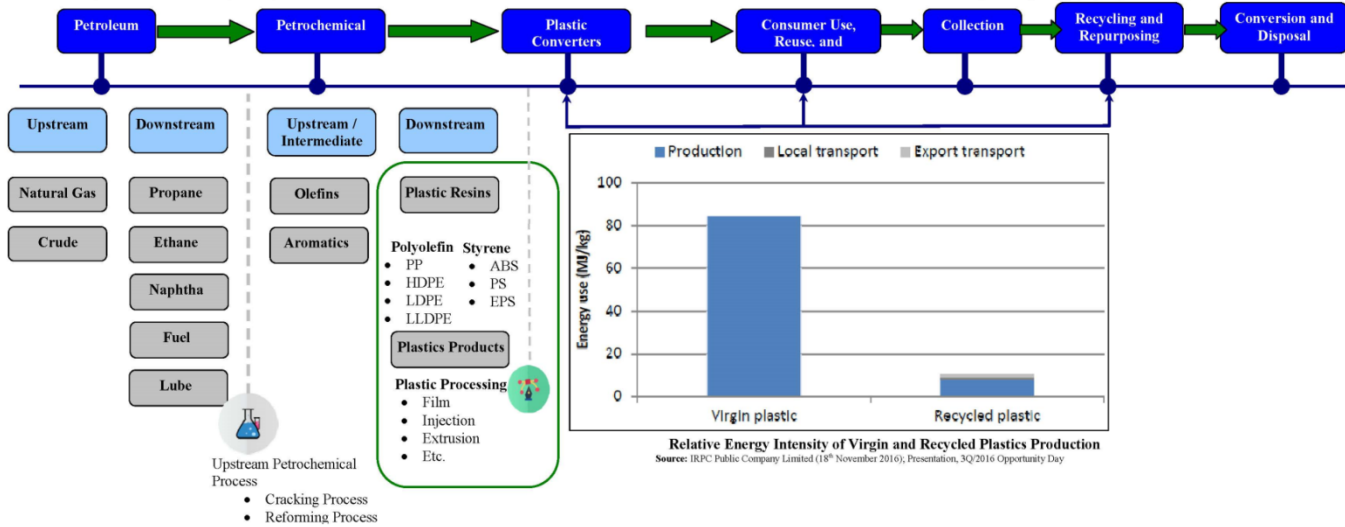 Petroleum
Petrochemical
Plastic
Converters
Consumer Use,
Reuse, and
Collection
Recycling and
Repurposing
Conversion and
Disposal
Upstream
Downstream
Upstream /
Intermediate
Downstream
Natural Gas
Crude
Propane
Ethane
Naphtha
Fuel
Lube
Olefins
Aromatics
Plastic Resins
Polyolefin
• PP
• HDPE
• LDPE
• LLDPE
Styrene
• ABS
• PS
• EPS
Plastics Products
Plastic Processing
• Film
• Injection
• Extrusion
• Etc.
Upstream Petrochemical
Process
• Cracking Process
• Reforming Process
Production Local transport Export transport
Energy use (MJ/kg)
100
80
60
40
20
0
Virgin plastic
Recycled plastic
Relative Energy Intensity of Virgin and Recycled Plastics Production
Source: IRPC Public Company Limited (18th November 2016); Presentation, 3Q/2016 Opportunity Day